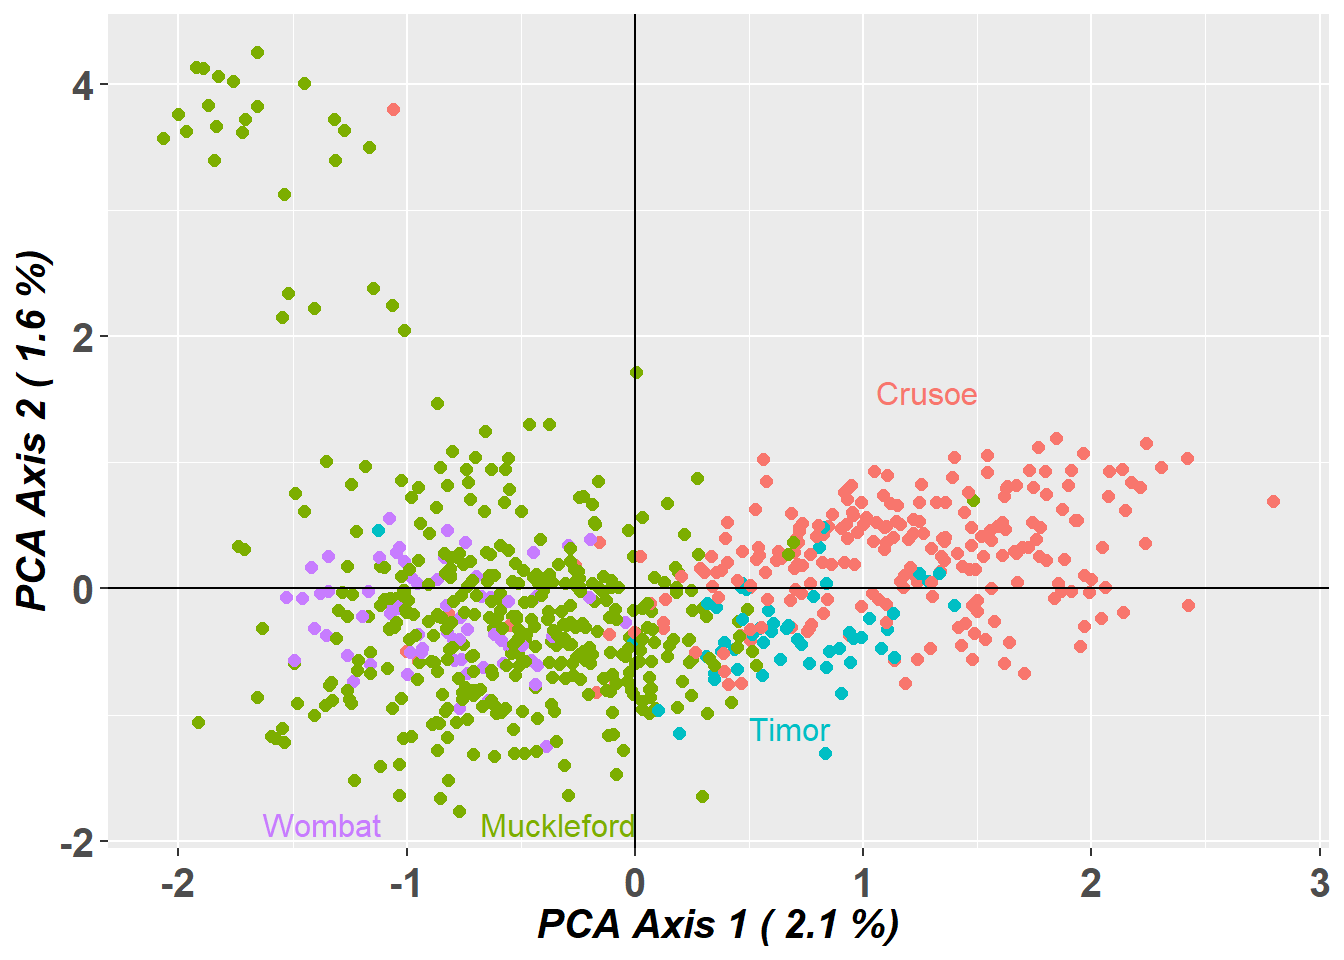 4
2
0
-2
PCA Axis 2 ( 1.6 %)
Crusoe
Timor
Wombat
Muckleford
-2
-1
0
1
2
3
PCA Axis 1 ( 2.1 %)